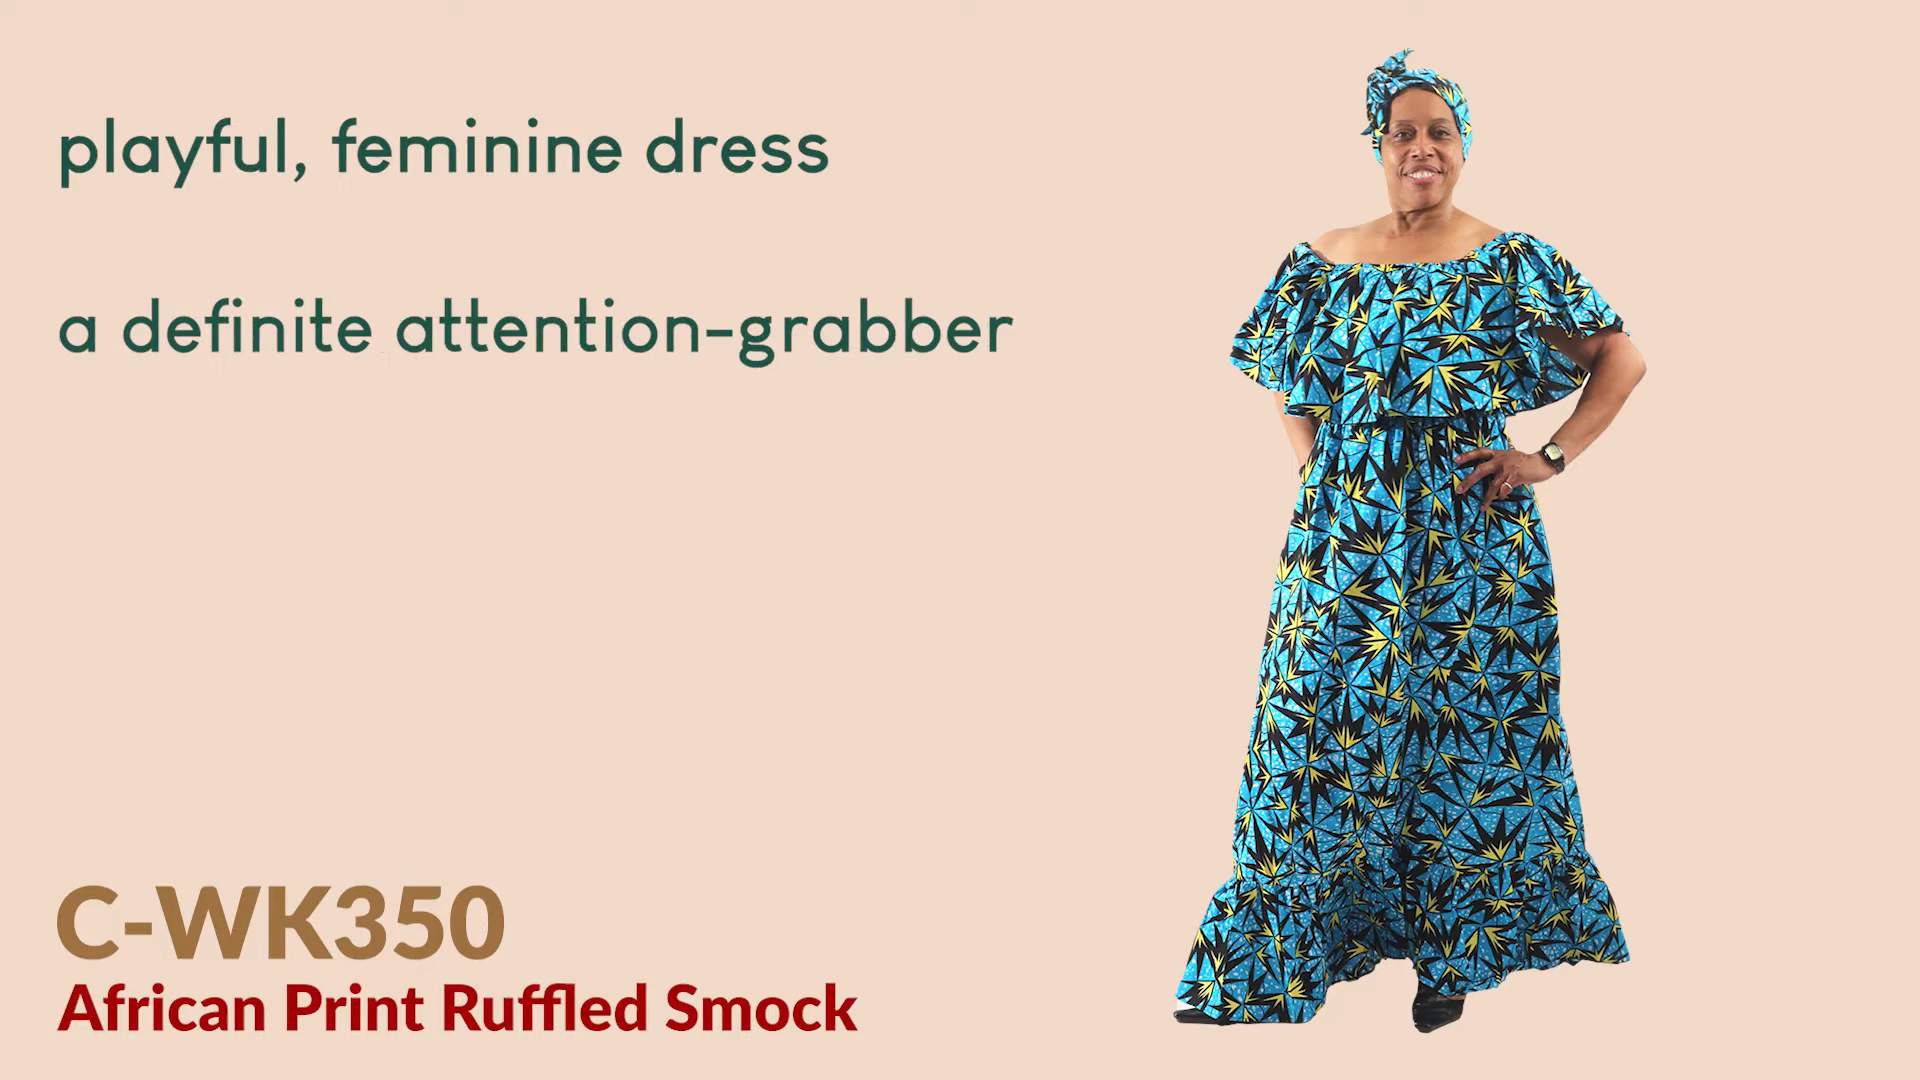 playful, feminine dress
a definite attention-grabber
C-WK350
African Print Ruffled Smock